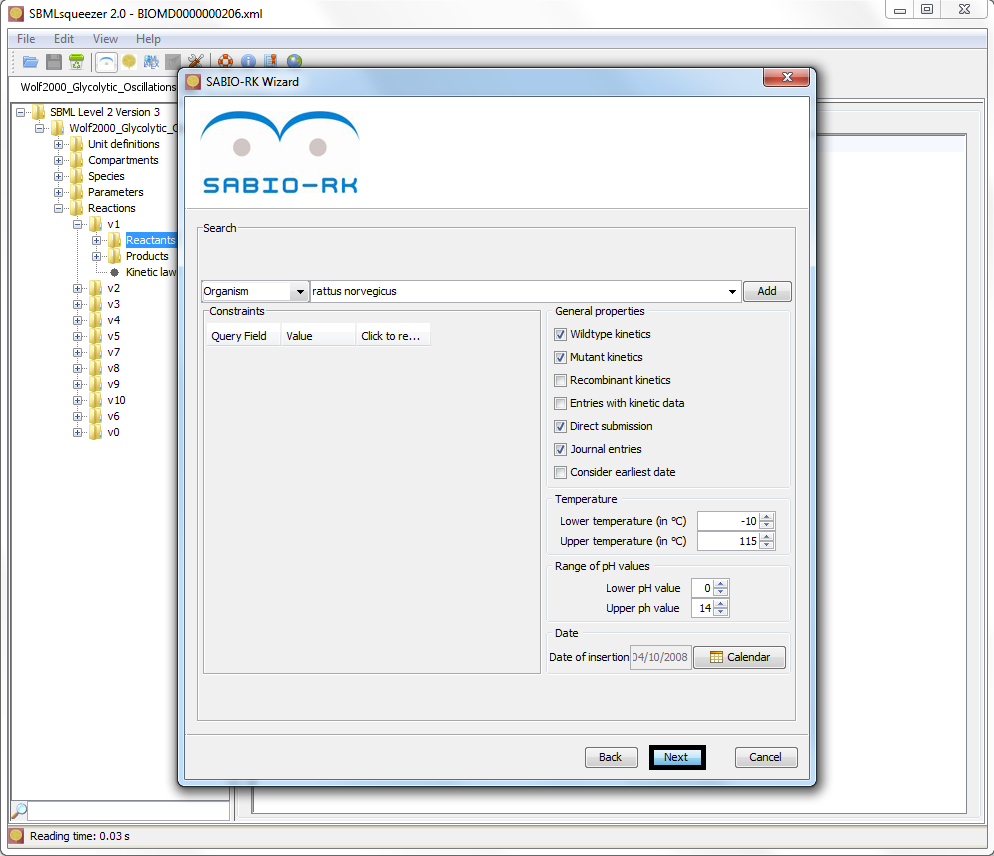 SBMLsqueezer 2.0 - BIOMD0000000206.xml
File Edit View Help
SABIO-RK Wizard
Wolf2000_Glycolytic_Oscillations
SBML Level 2 Version 3
Wolf2000_Glycolytic_O
Unit definitions
Compartments
Species
Parameters
Reactions
v1
Reactants
Products
Kinetic law
v2
v3
v4
v5
v7
v8
v9
v10
v6
v0
SABIO-RK
Search
Organism rattus norvegicus Add
Constraints
Query Field Value Click to re...
General properties
Wildtype kinetics
Mutant kinetics
Recombinant kinetics
Entries with kinetic data
Direct submission
Journal entries
Consider earliest date
Temperature
Lower temperature (in °C) -10
Upper temperature (in °C) 115
Range of pH values
Lower pH value 0
Upper ph value 14
Date
Date of insertion 04/10/2008 Calendar
Back Next Cancel
Reading time: 0.03 s